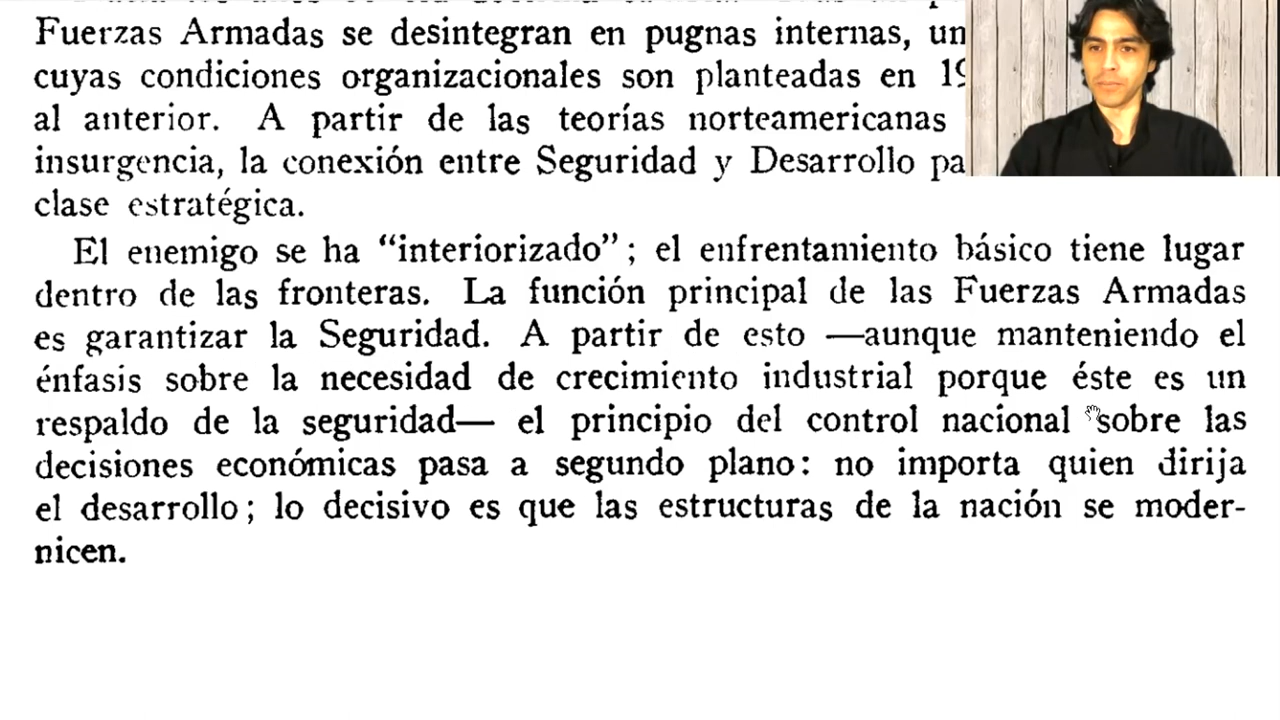 Fuerzas Armadas se desintegran en pugnas internas, un
cuyas condiciones organizacionales son planteadas en 19
al anterior. A partir de las teorías norteamericanas
insurgencia, la conexión entre Seguridad y Desarrollo pa
clase estratégica.
El enemigo se ha “interiorizado”; el enfrentamiento básico tiene lugar
dentro de las fronteras. La función principal de las Fuerzas Armadas
es garantizar la Seguridad. A partir de esto —aunque manteniendo el
énfasis sobre la necesidad de crecimiento industrial porque éste es un
respaldo de la seguridad— el principio del control nacional sobre las
decisiones económicas pasa a segundo plano: no importa quien dirija
el desarrollo; lo decisivo es que las estructuras de la nación se moder-
nicen.